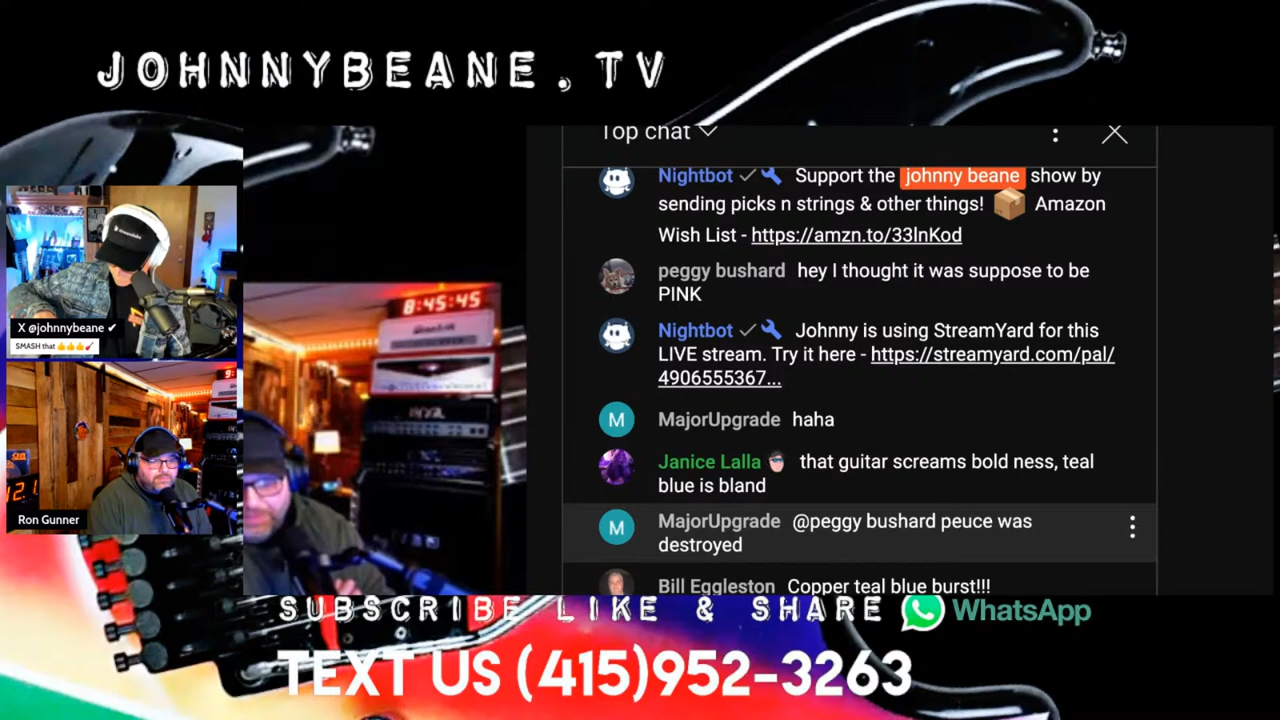 JOHNNYBEANE.TV
Top chat
Nightbot Support the johnny beane show by
sending picks n strings & other things! Amazon
Wish List - https://amzn.to/33lnKod
peggy bushard hey I thought it was suppose to be
PINK
Nightbot Johnny is using StreamYard for this
LIVE stream. Try it here - https://streamyard.com/pal/
4906555367...
M MajorUpgrade haha
Janice Lalla that guitar screams bold ness, teal
blue is bland
M MajorUpgrade @peggy bushard peuce was
destroyed
Bill Eggleston Copper teal blue burst!!!
X @johnnybeane ✔
SMASH that 👍👍👍🎸
Ron Gunner
8:45:45
SUBSCRIBE LIKE & SHARE WhatsApp
TEXT US (415)952-3263